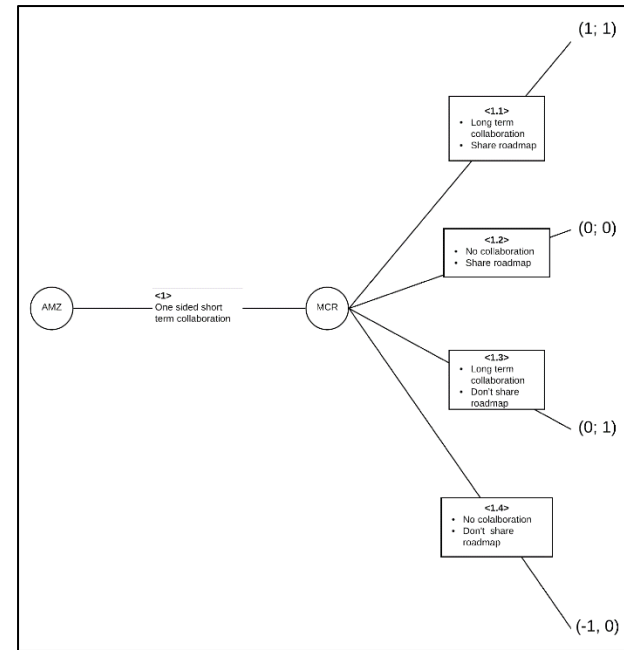 (1; 1)
<1.1>
• Long term
collaboration
• Share roadmap
(0; 0)
<1.2>
• No collaboration
• Share roadmap
AMZ
<1>
One sided short
term collaboration
MCR
<1.3>
• Long term
collaboration
• Don't share
roadmap
(0; 1)
<1.4>
• No colalboration
• Don't share
roadmap
(-1, 0)